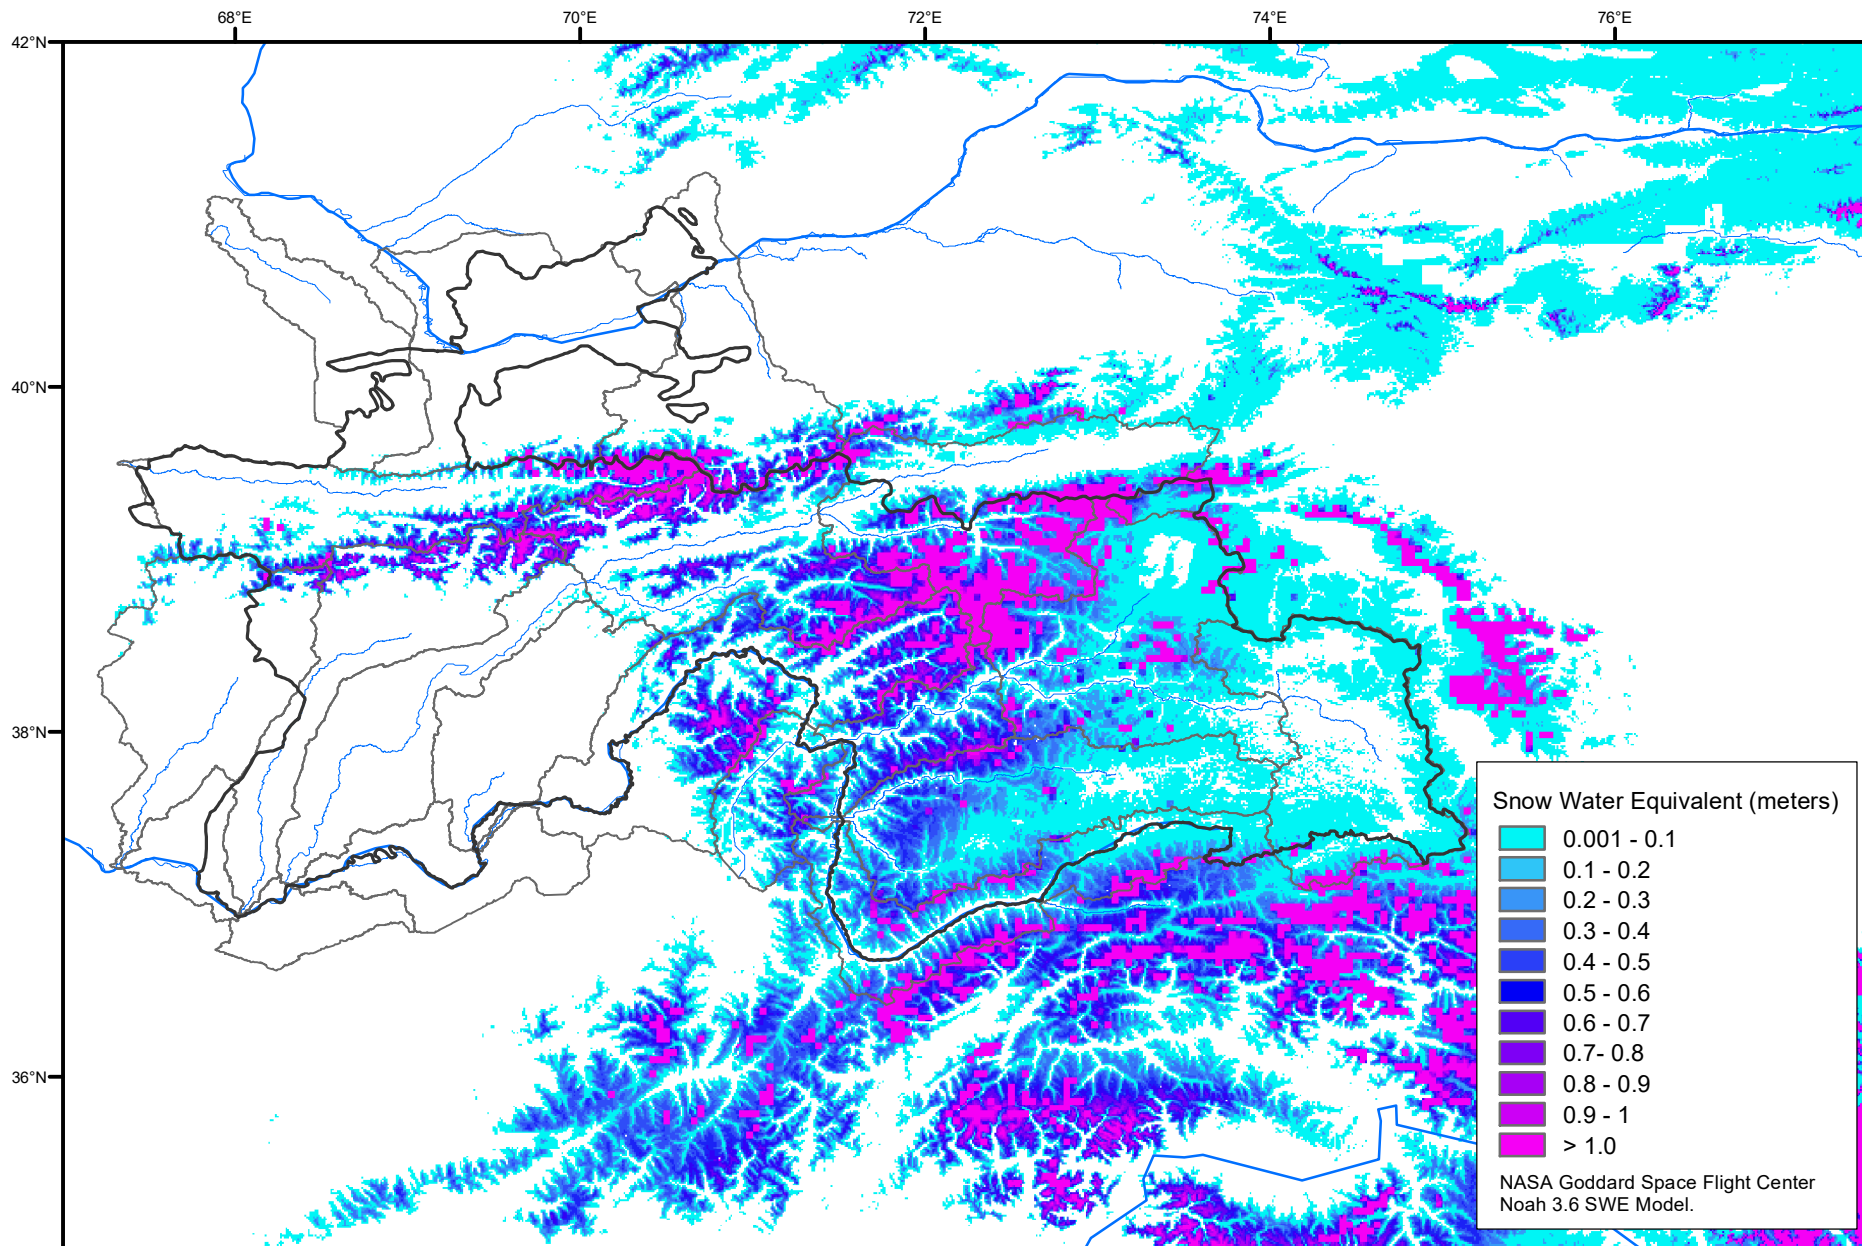 68°E
70°E
72°E
74°E
76°E
42°N
40°N
38°N
36°N
Snow Water Equivalent (meters)
0.001 - 0.1
0.1 - 0.2
0.2 - 0.3
0.3 - 0.4
0.4 - 0.5
0.5 - 0.6
0.6 - 0.7
0.7- 0.8
0.8 - 0.9
0.9 - 1
> 1.0
NASA Goddard Space Flight Center
Noah 3.6 SWE Model.